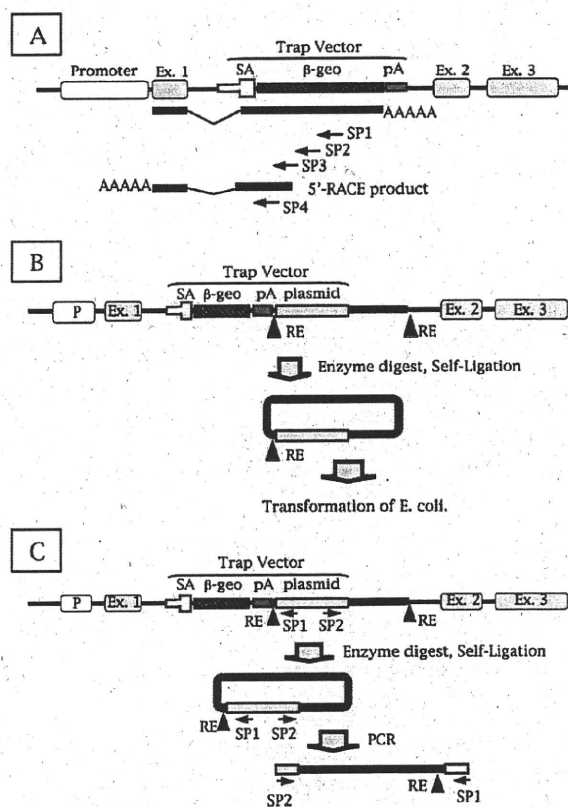 A
Trap Vector
Promoter Ex. 1 SA β-geo pA Ex. 2 Ex. 3
AAAAA
SP1
SP2
SP3
AAAAA 5'-RACE product
SP4
B
Trap Vector
SA β-geo pA plasmid
P Ex. 1 Ex. 2 Ex. 3
RE RE
Enzyme digest, Self-Ligation
RE
Transformation of E. coli.
C
Trap Vector
SA β-geo pA plasmid
P Ex. 1 Ex. 2 Ex. 3
RE SP1 SP2 RE
Enzyme digest, Self-Ligation
RE SP1 SP2
PCR
SP2 RE SP1